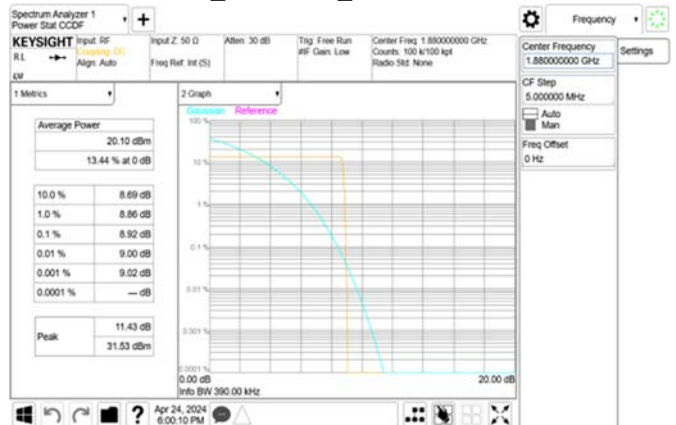 Spectrum Analyzer 1
Power Stat CCDF
KEYSIGHT
RL
Input: RF
Coupling: DC
Align: Auto
Input Z: 50 Ω
Freq Ref: Int (S)
Atten: 30 dB
Trig: Free Run
#IF Gain: Low
Center Freq: 1.880000000 GHz
Counts: 100 k/100 kpt
Radio Std: None
Frequency
Center Frequency
1.880000000 GHz
Settings
CF Step
5.000000 MHz
Auto
Man
Freq Offset
0 Hz
1 Metrics
Average Power
20.10 dBm
13.44 % at 0 dB
10.0 % 8.69 dB
1.0 % 8.86 dB
0.1 % 8.92 dB
0.01 % 9.00 dB
0.001 % 9.02 dB
0.0001 % --- dB
Peak
11.43 dB
31.53 dBm
2 Graph
Gaussian Reference
100 %
10 %
1 %
0.1 %
0.01 %
0.001 %
0.0001 %
0.00 dB
20.00 dB
Info BW 390.00 kHz
Apr 24, 2024
6:00:10 PM